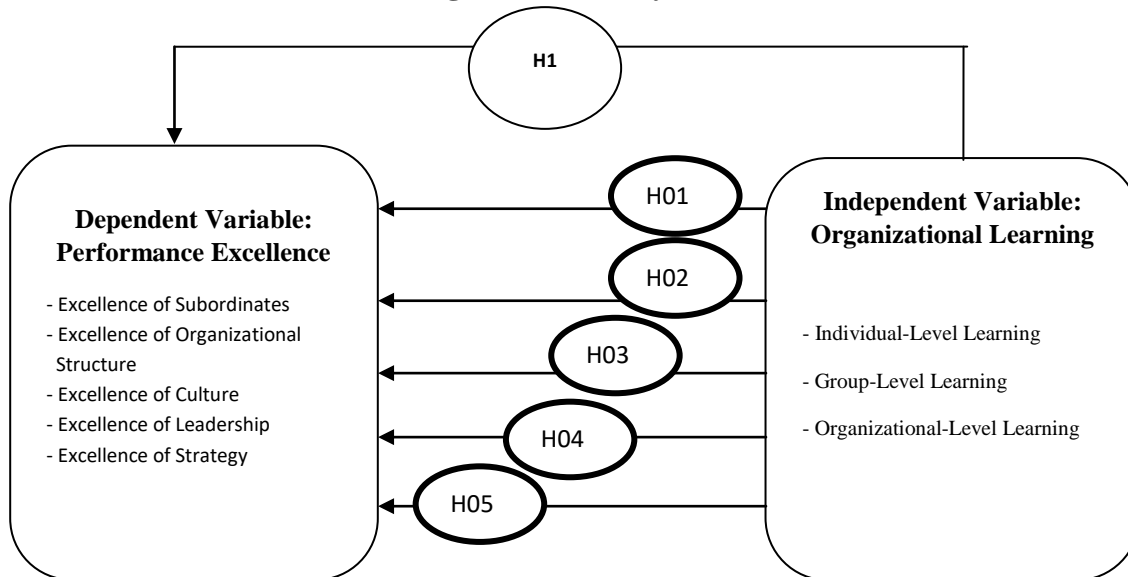 H1
Dependent Variable:
Performance Excellence
- Excellence of Subordinates
- Excellence of Organizational
Structure
- Excellence of Culture
- Excellence of Leadership
- Excellence of Strategy
H01
H02
H03
H04
H05
Independent Variable:
Organizational Learning
- Individual-Level Learning
- Group-Level Learning
- Organizational-Level Learning